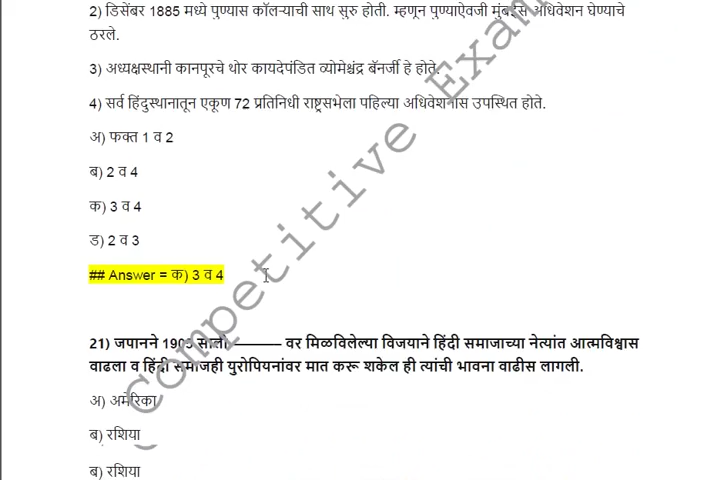 2) डिसेंबर 1885 मध्ये पुण्यास कॉलऱ्याची साथ सुरु होती. म्हणून पुण्याऐवजी मुंबईस अधिवेशन घेण्याचे
ठरले.
3) अध्यक्षस्थानी कानपूरचे थोर कायदेपंडित व्योमेश्चंद्र बॅनर्जी हे होते.
4) सर्व हिंदुस्थानातून एकूण 72 प्रतिनिधी राष्ट्रसभेला पहिल्या अधिवेशनास उपस्थित होते.
अ) फक्त 1 व 2
ब) 2 व 4
क) 3 व 4
ड) 2 व 3
## Answer = क) 3 व 4
21) जपानने 1905 साली ——— वर मिळविलेल्या विजयाने हिंदी समाजाच्या नेत्यांत आत्मविश्वास
वाढला व हिंदी समाजही युरोपियनांवर मात करू शकेल ही त्यांची भावना वाढीस लागली.
अ) अमेरिका
ब) रशिया
ब) रशिया
Competitive Exam